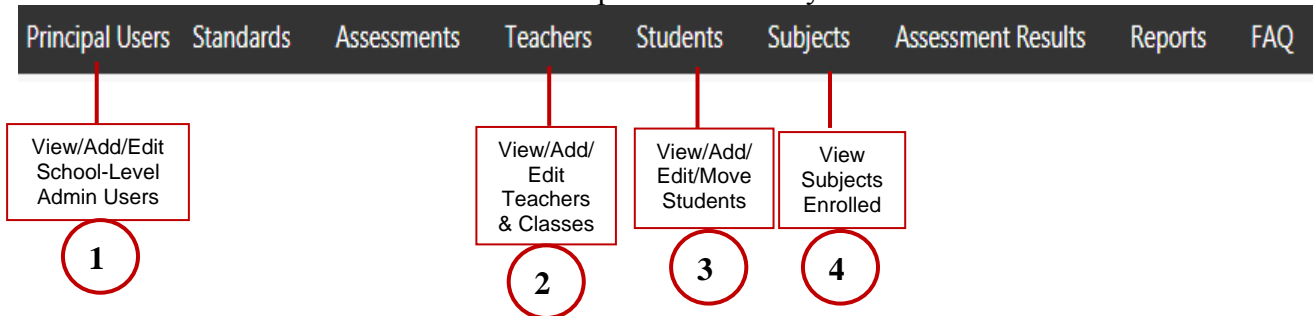 Principal Users Standards Assessments Teachers Students Subjects Assessment Results Reports FAQ
View/Add/Edit
School-Level
Admin Users
1
View/Add/
Edit
Teachers
& Classes
2
View/Add/
Edit/Move
Students
3
View
Subjects
Enrolled
4